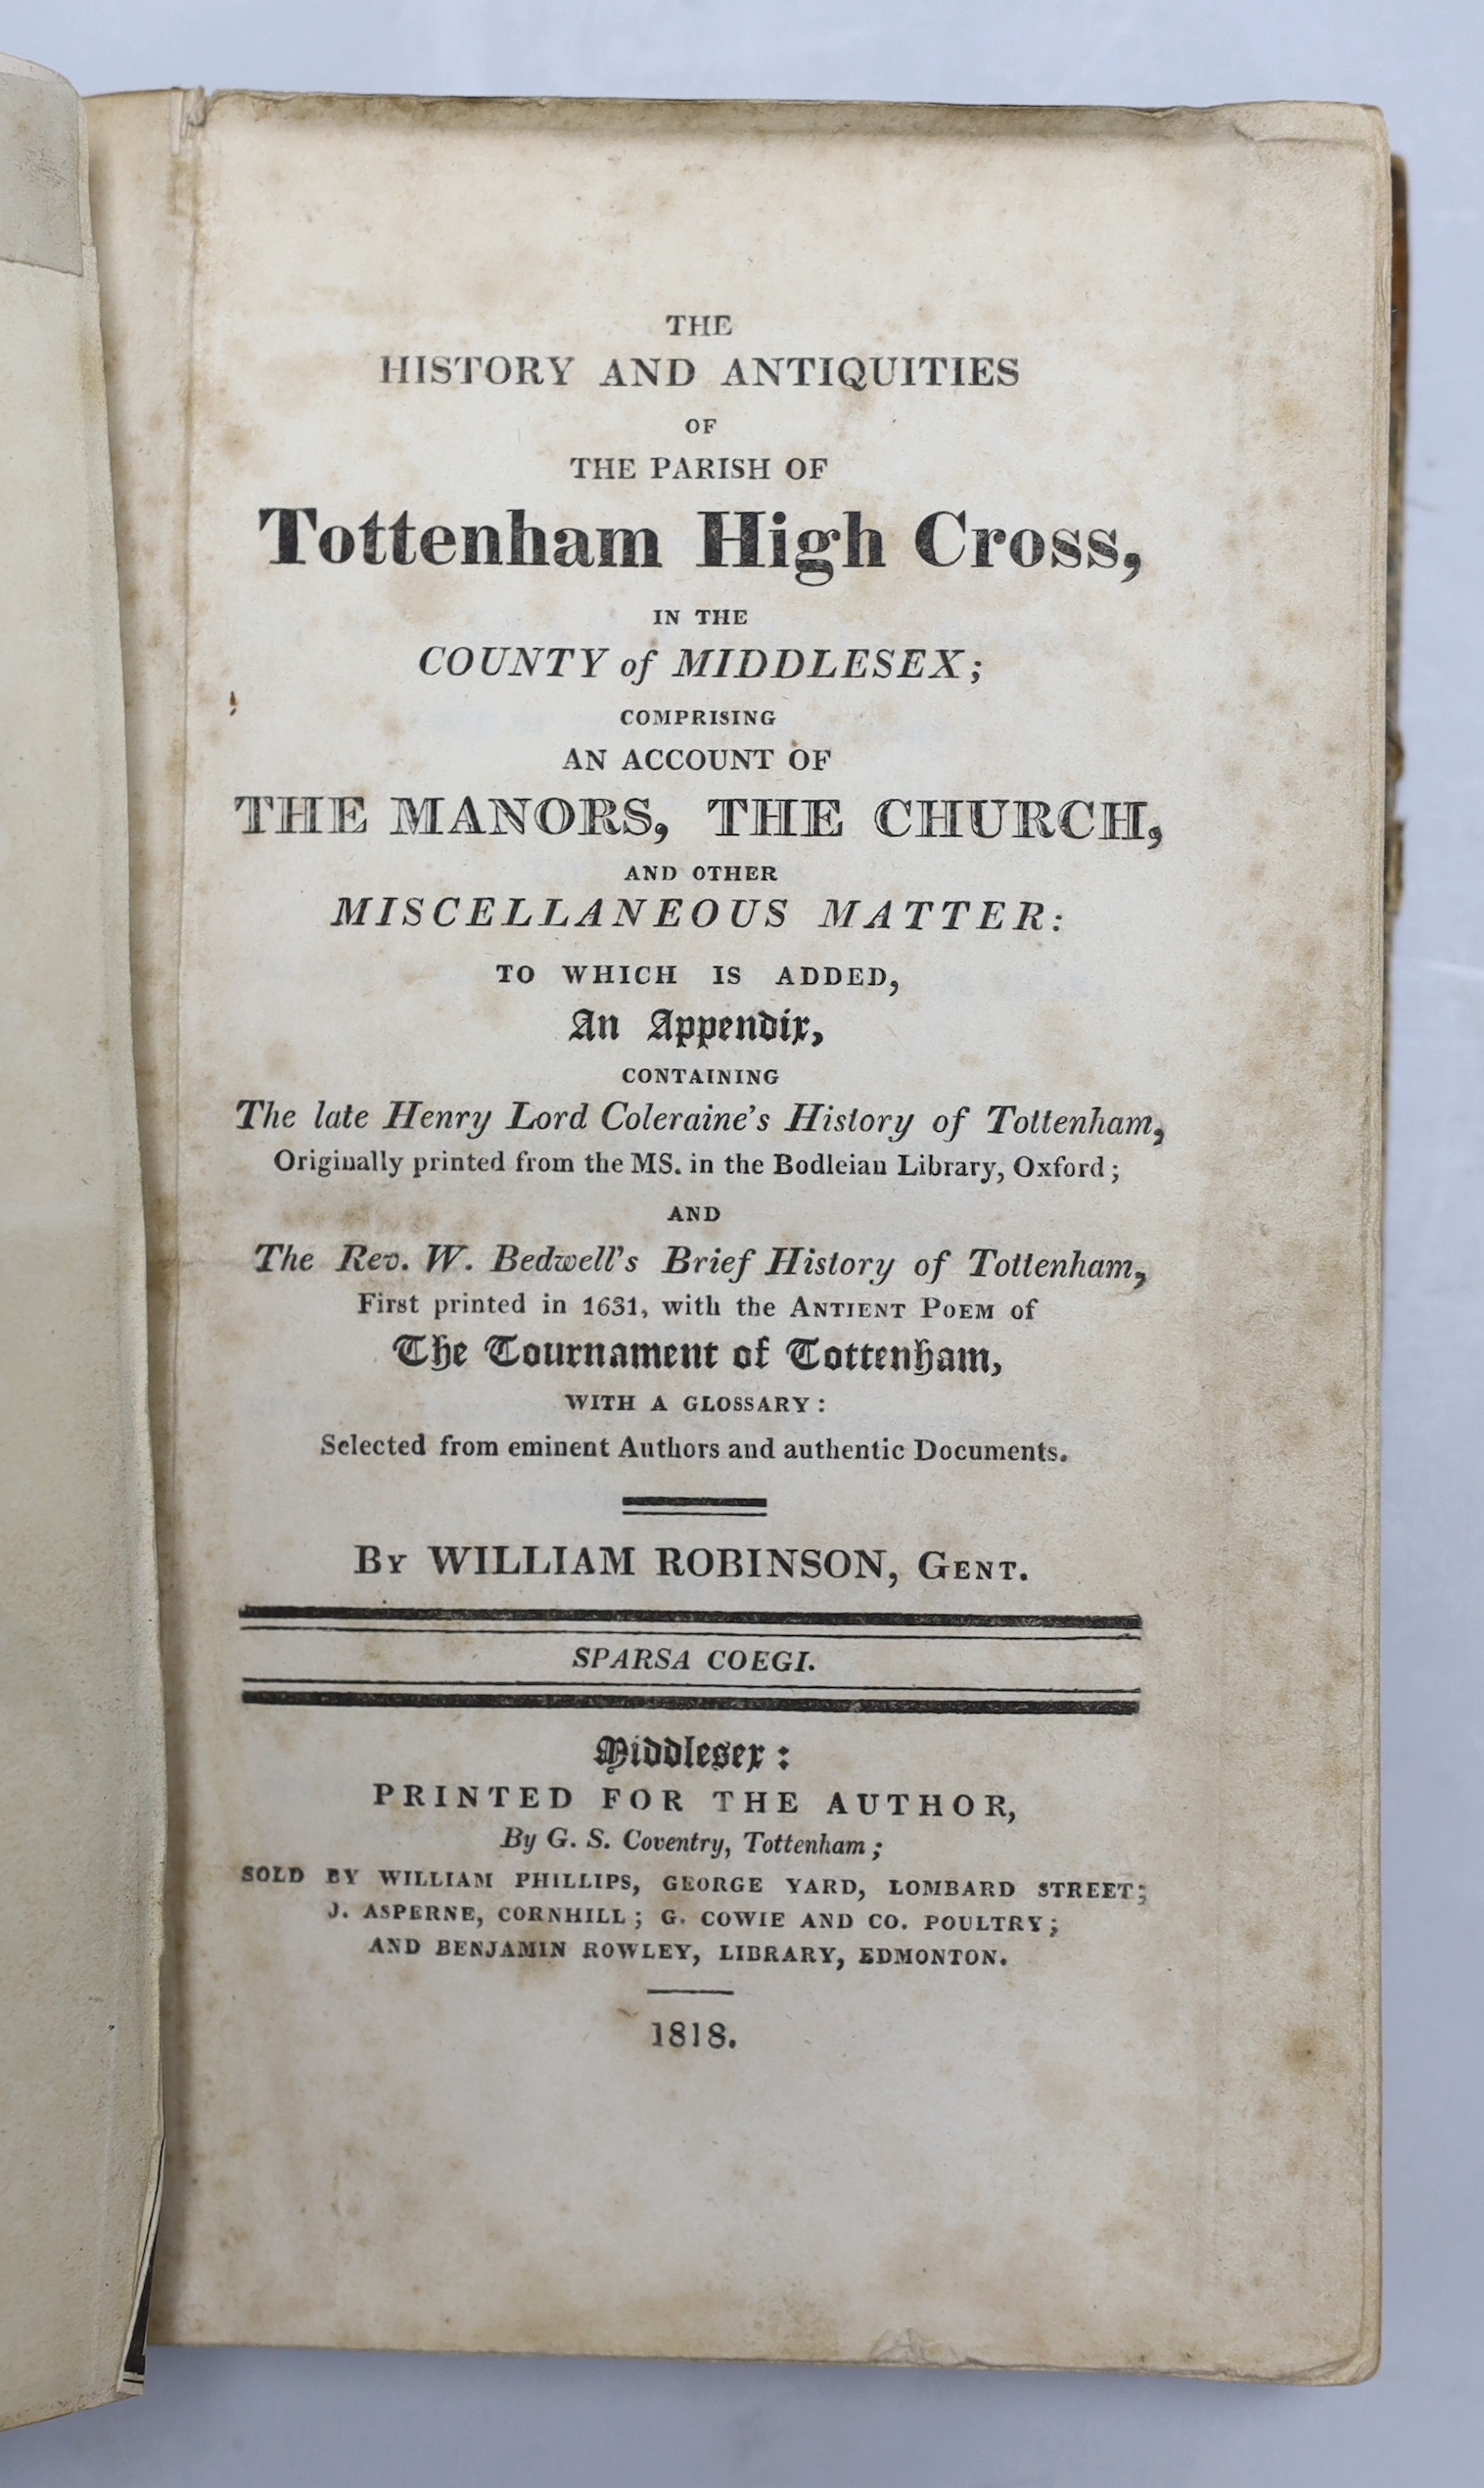 THE
HISTORY AND ANTIQUITIES
OF
THE PARISH OF
Tottenham High Cross,
IN THE
COUNTY of MIDDLESEX;
COMPRISING
AN ACCOUNT OF
THE MANORS, THE CHURCH,
AND OTHER
MISCELLANEOUS MATTER:
TO WHICH IS ADDED,
An Appendix,
CONTAINING
The late Henry Lord Coleraine's History of Tottenham,
Originally printed from the MS. in the Bodleian Library, Oxford;
AND
The Rev. W. Bedwell's Brief History of Tottenham,
First printed in 1631, with the ANTIENT POEM of
The Tournament of Tottenham,
WITH A GLOSSARY:
Selected from eminent Authors and authentic Documents.
BY WILLIAM ROBINSON, GENT.
SPARSA COEGI.
Middlesex:
PRINTED FOR THE AUTHOR,
By G. S. Coventry, Tottenham;
SOLD BY WILLIAM PHILLIPS, GEORGE YARD, LOMBARD STREET;
J. ASPERNE, CORNHILL; G. COWIE AND CO. POULTRY;
AND BENJAMIN ROWLEY, LIBRARY, EDMONTON.
1818.